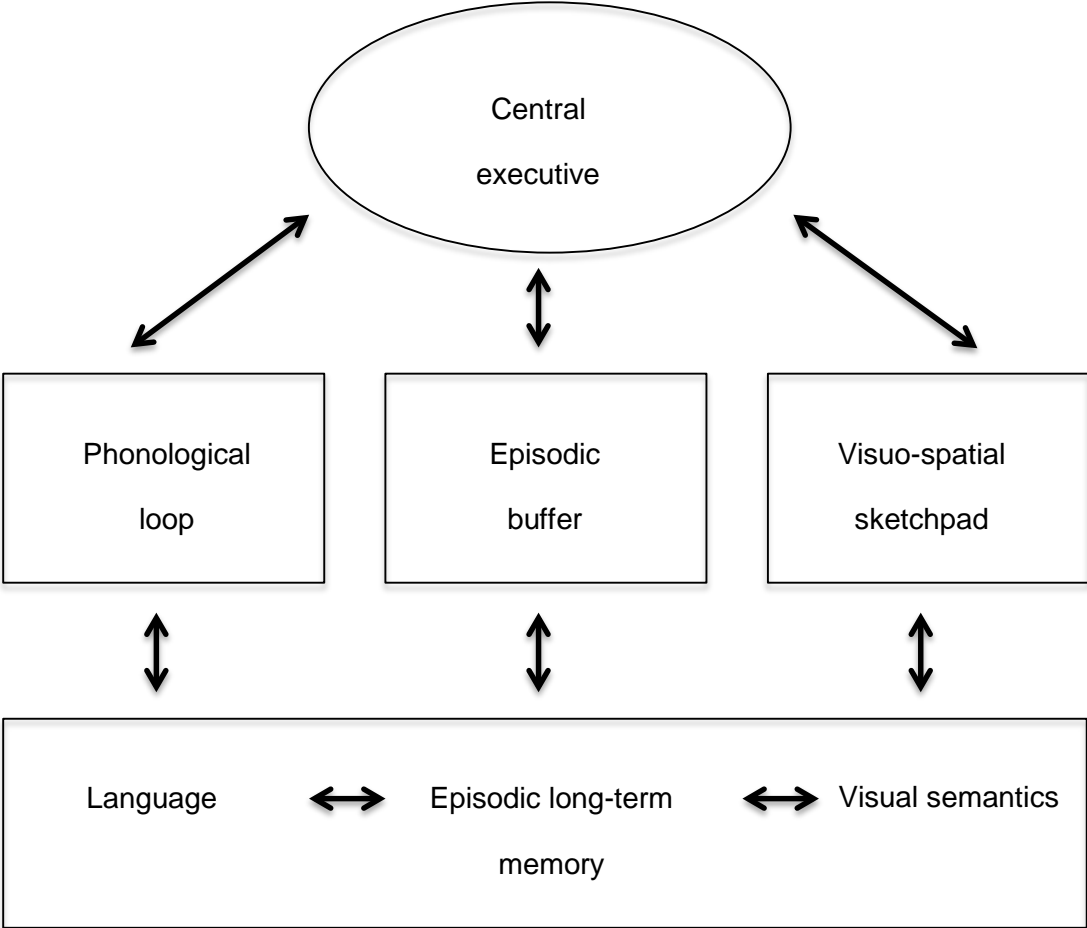 Central
executive
Phonological
loop
Episodic
buffer
Visuo-spatial
sketchpad
Language
Episodic long-term
memory
Visual semantics